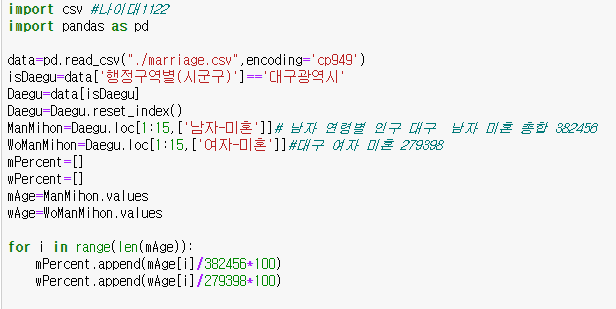 import csv #나이대1122
import pandas as pd
data=pd.read_csv("./marriage.csv",encoding='cp949')
isDaegu=data['행정구역별(시군구)']=='대구광역시'
Daegu=data[isDaegu]
Daegu=Daegu.reset_index()
ManMihon=Daegu.loc[1:15,['남자-미혼']]# 남자 연령별 인구 대구 남자 미혼 총합 382456
WoManMihon=Daegu.loc[1:15,['여자-미혼']]#대구 여자 미혼 279398
mPercent=[]
wPercent=[]
mAge=ManMihon.values
wAge=WoManMihon.values
for i in range(len(mAge)):
    mPercent.append(mAge[i]/382456*100)
    wPercent.append(wAge[i]/279398*100)